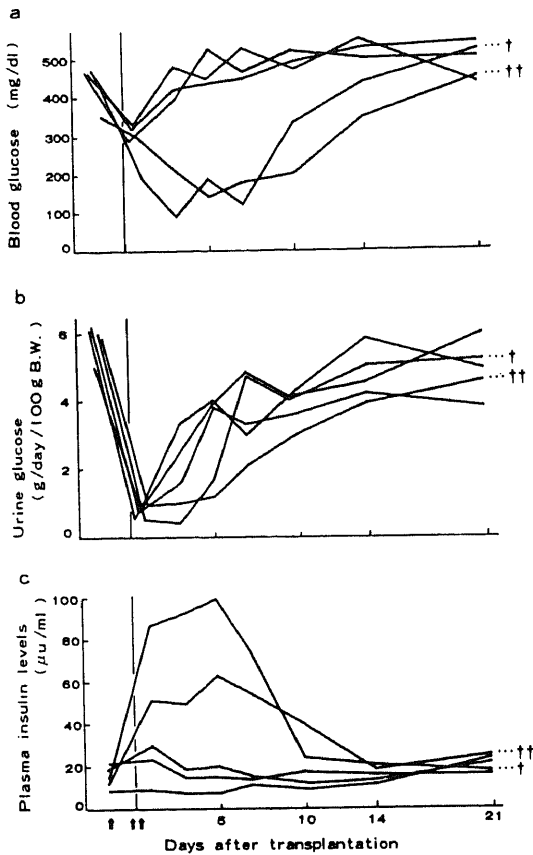 a
Blood glucose (mg/dl)
500
400
300
200
100
0
†
††
b
Urine glucose
(g/day/100g B.W.)
6
4
2
0
†
††
c
Plasma insulin levels
(μu/ml)
100
80
60
40
20
0
††
†
† †† 6 10 14 21
Days after transplantation